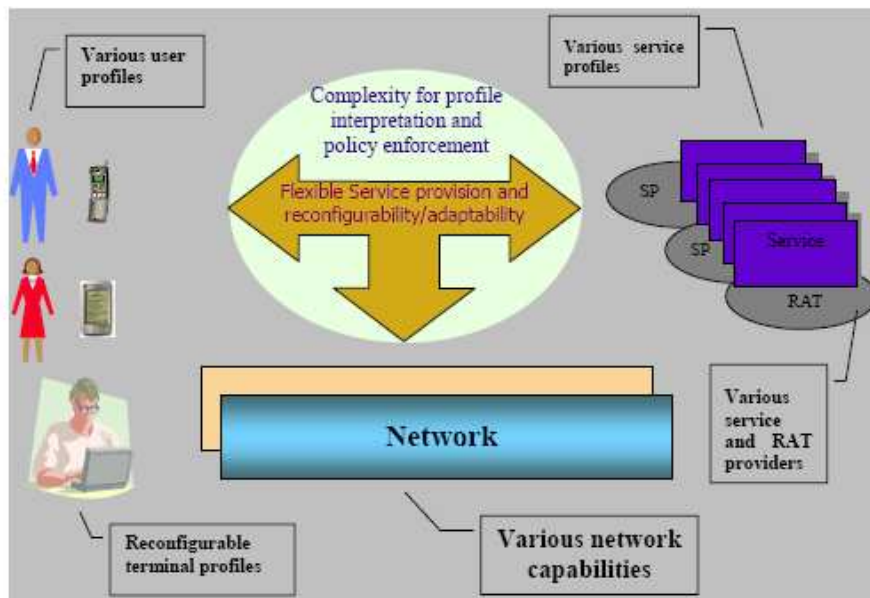 Various user
profiles
Various service
profiles
Complexity for profile
interpretation and
policy enforcement
Flexible Service provision and
reconfigurability/adaptability
SP
SP
Service
RAT
Network
Various
service
and RAT
providers
Reconfigurable
terminal profiles
Various network
capabilities